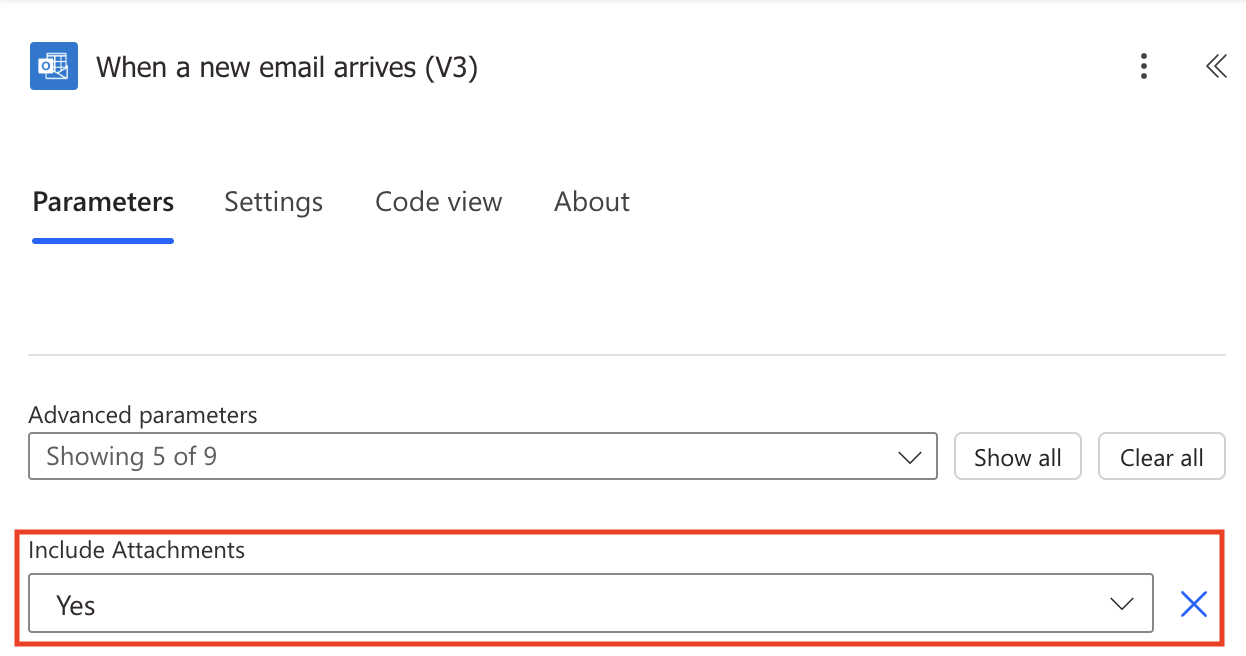 When a new email arrives (V3)
Parameters Settings Code view About
Advanced parameters
Showing 5 of 9 Show all Clear all
Include Attachments
Yes